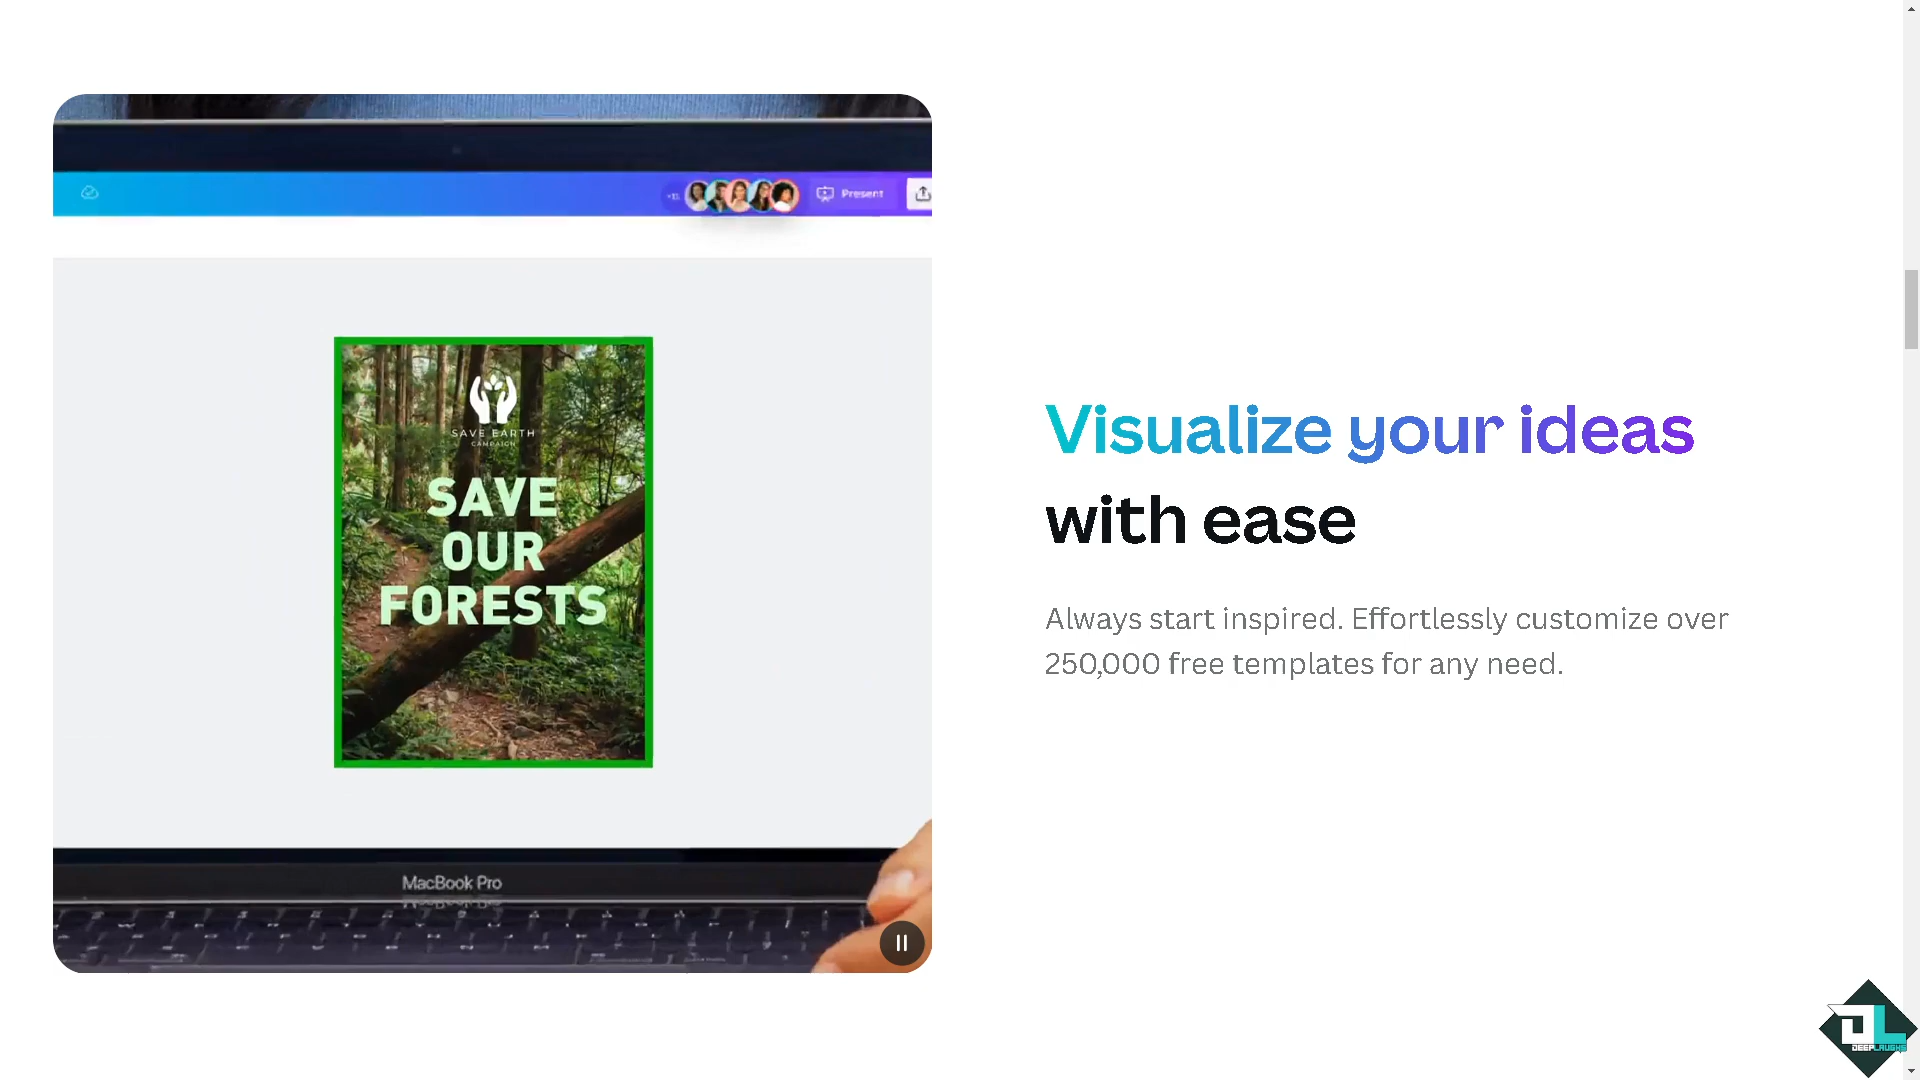 Present
SAVE EARTH
CAMPAIGN
SAVE
OUR
FORESTS
MacBook Pro
Visualize your ideas
with ease
Always start inspired. Effortlessly customize over
250,000 free templates for any need.
DEEPLAUGHS